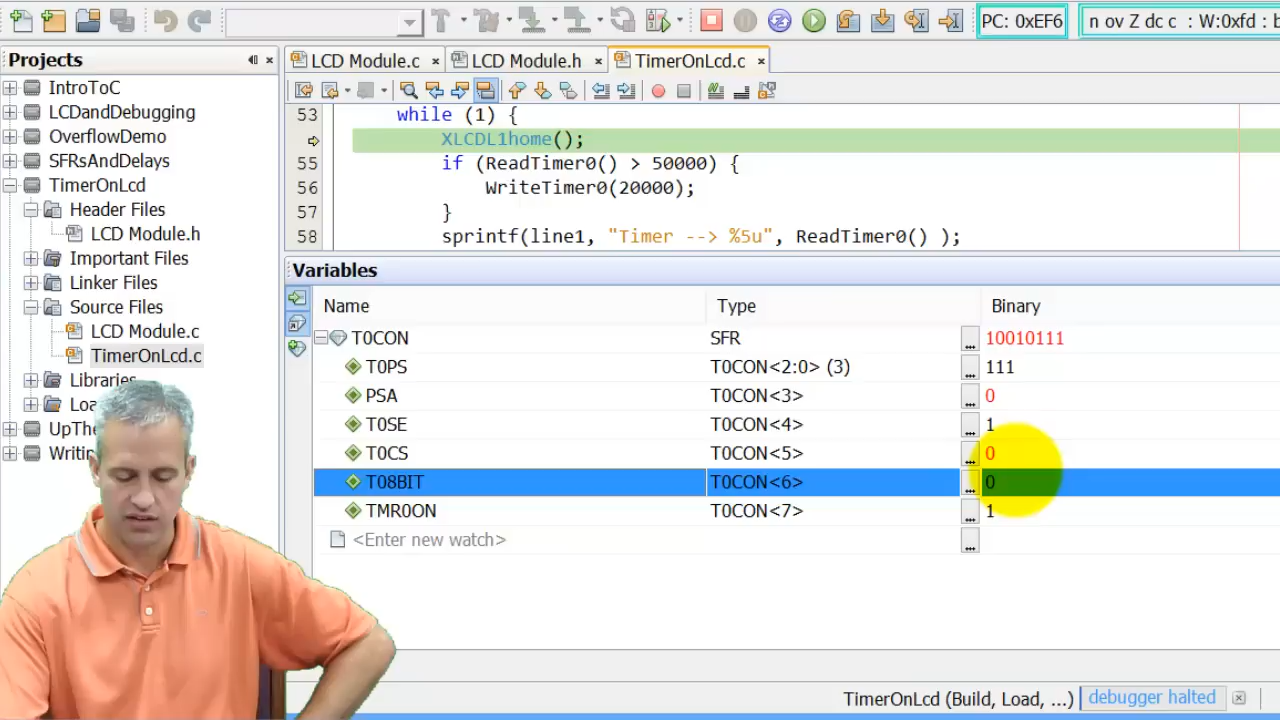 PC: 0xEF6
n ov Z dc c : W:0xfd : b
Projects
LCD Module.c
LCD Module.h
TimerOnLcd.c
IntroToC
LCDandDebugging
OverflowDemo
SFRsAndDelays
TimerOnLcd
Header Files
LCD Module.h
Important Files
Linker Files
Source Files
LCD Module.c
TimerOnLcd.c
Libraries
Loa
UpThe
Writin
53 while (1) {
XLCDL1home();
55 if (ReadTimer0() > 50000) {
56 WriteTimer0(20000);
57 }
58 sprintf(line1, "Timer --> %5u", ReadTimer0() );
Variables
Name Type Binary
T0CON SFR ... 10010111
T0PS T0CON<2:0> (3) ... 111
PSA T0CON<3> ... 0
T0SE T0CON<4> ... 1
T0CS T0CON<5> ... 0
T08BIT T0CON<6> ... 0
TMR0ON T0CON<7> ... 1
<Enter new watch> ...
TimerOnLcd (Build, Load, ...) debugger halted